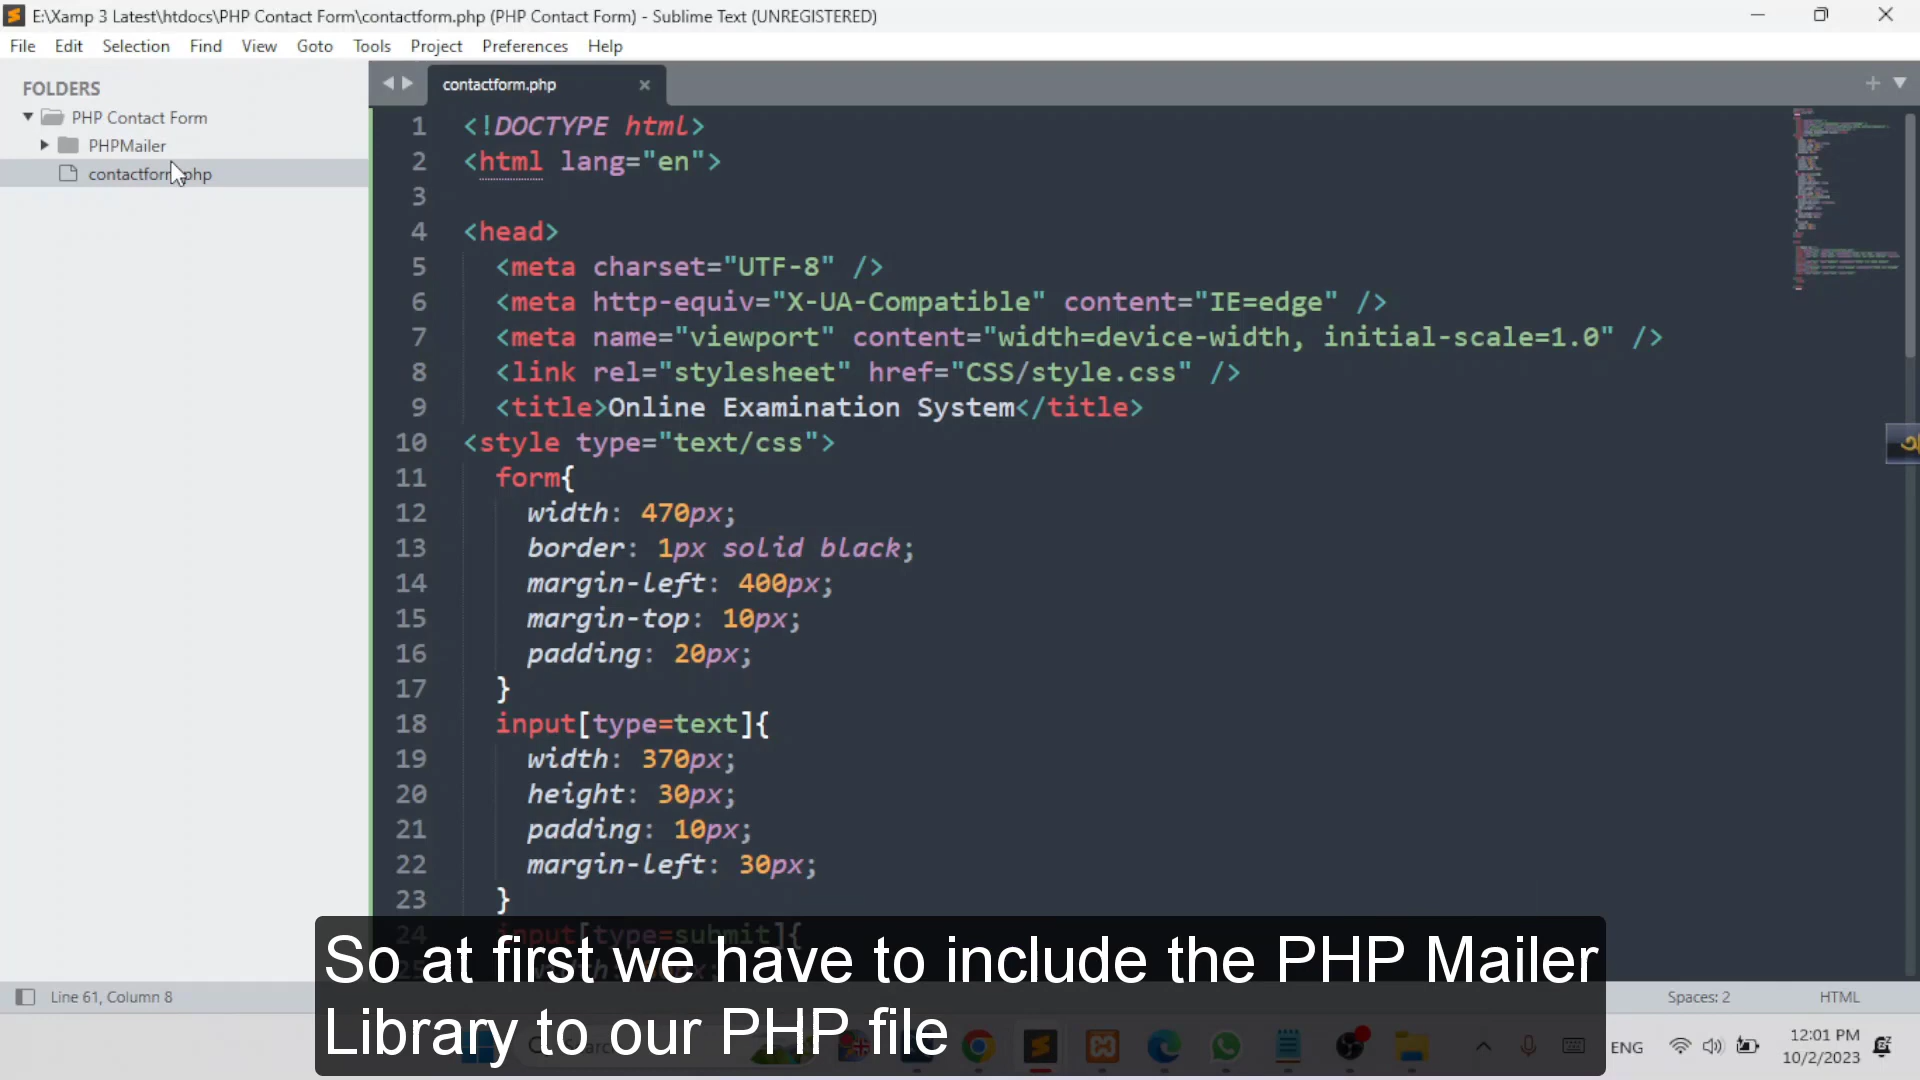 E:\Xamp 3 Latest\htdocs\PHP Contact Form\contactform.php (PHP Contact Form) - Sublime Text (UNREGISTERED)
File Edit Selection Find View Goto Tools Project Preferences Help
FOLDERS
PHP Contact Form
PHPMailer
contactform.php
contactform.php
1 <!DOCTYPE html>
2 <html lang="en">
3
4 <head>
5 <meta charset="UTF-8" />
6 <meta http-equiv="X-UA-Compatible" content="IE=edge" />
7 <meta name="viewport" content="width=device-width, initial-scale=1.0" />
8 <link rel="stylesheet" href="CSS/style.css" />
9 <title>Online Examination System</title>
10 <style type="text/css">
11 form{
12 width: 470px;
13 border: 1px solid black;
14 margin-left: 400px;
15 margin-top: 10px;
16 padding: 20px;
17 }
18 input[type=text]{
19 width: 370px;
20 height: 30px;
21 padding: 10px;
22 margin-left: 30px;
23 }
24 input[type=submit]{
So at first we have to include the PHP Mailer
Library to our PHP file
Line 61, Column 8
Spaces: 2 HTML
ENG
12:01 PM
10/2/2023